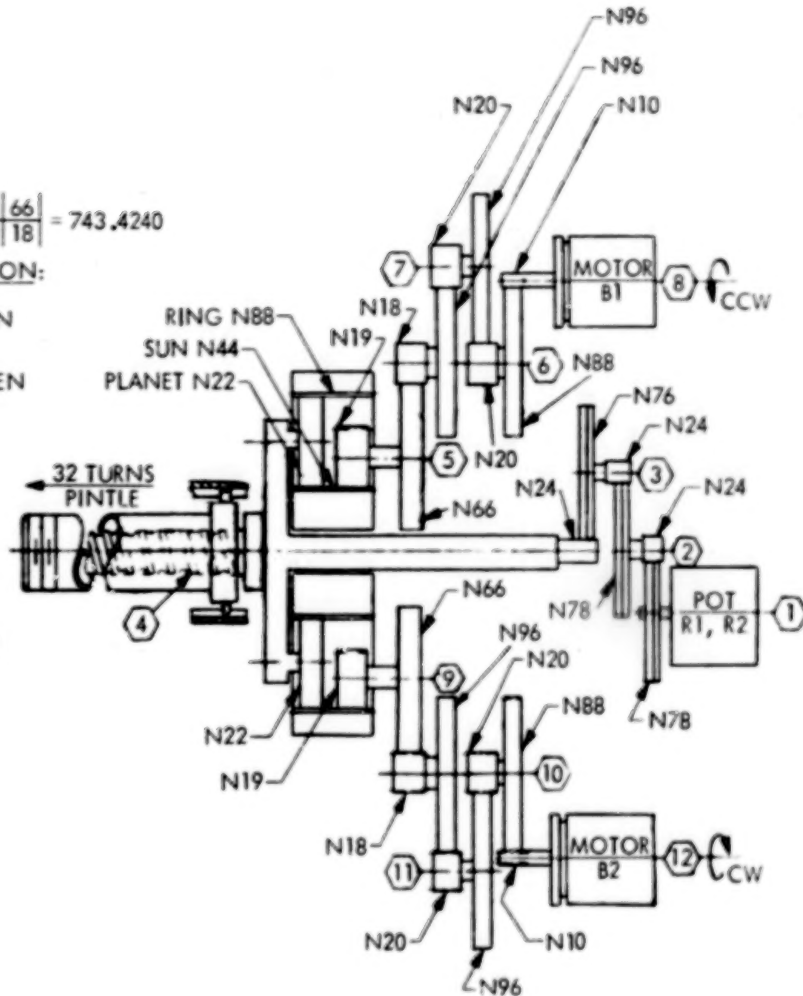 N96
N96
N20
N10
|66/18| = 743.4240
ON:
N
EN
7
MOTOR
B1
8
CCW
N18
RING N88
N19
SUN N44
PLANET N22
6
N88
N76
N24
N20
5
3
32 TURNS
PINTLE
N24
N24
N66
2
4
N78
POT
R1, R2
1
N66
N96
N20
9
N88
N78
N22
N19
10
N18
MOTOR
B2
12
CW
11
N20
N10
N96